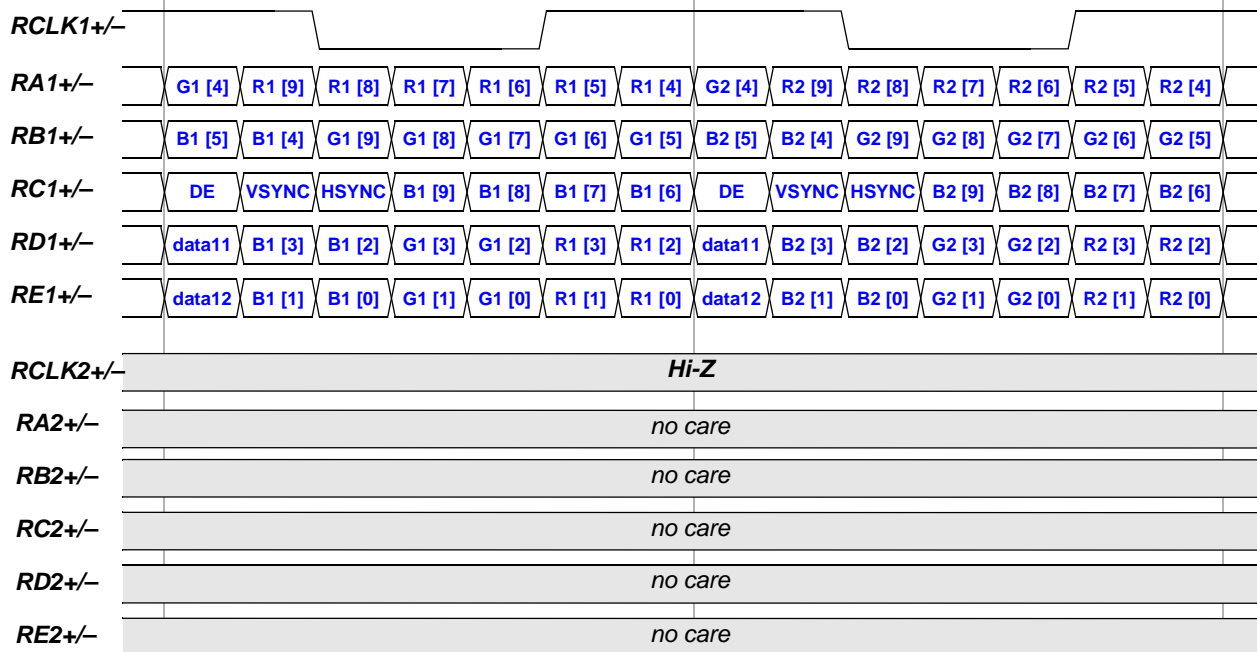 RCLK1+/–
RA1+/– G1 [4] R1 [9] R1 [8] R1 [7] R1 [6] R1 [5] R1 [4] G2 [4] R2 [9] R2 [8] R2 [7] R2 [6] R2 [5] R2 [4]
RB1+/– B1 [5] B1 [4] G1 [9] G1 [8] G1 [7] G1 [6] G1 [5] B2 [5] B2 [4] G2 [9] G2 [8] G2 [7] G2 [6] G2 [5]
RC1+/– DE VSYNC HSYNC B1 [9] B1 [8] B1 [7] B1 [6] DE VSYNC HSYNC B2 [9] B2 [8] B2 [7] B2 [6]
RD1+/– data11 B1 [3] B1 [2] G1 [3] G1 [2] R1 [3] R1 [2] data11 B2 [3] B2 [2] G2 [3] G2 [2] R2 [3] R2 [2]
RE1+/– data12 B1 [1] B1 [0] G1 [1] G1 [0] R1 [1] R1 [0] data12 B2 [1] B2 [0] G2 [1] G2 [0] R2 [1] R2 [0]
RCLK2+/– Hi-Z
RA2+/– no care
RB2+/– no care
RC2+/– no care
RD2+/– no care
RE2+/– no care